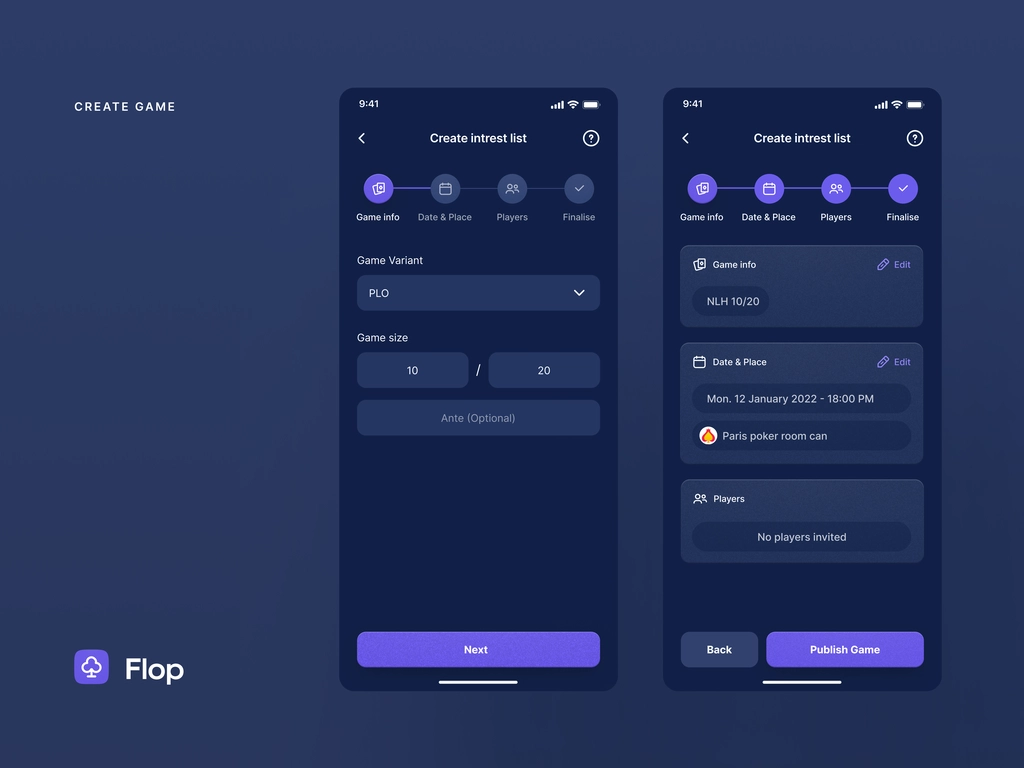 CREATE GAME
9:41
Create intrest list
Game info
Date & Place
Players
Finalise
Game Variant
PLO
Game size
10 / 20
Ante (Optional)
Next
9:41
Create intrest list
Game info
Date & Place
Players
Finalise
Game info
Edit
NLH 10/20
Date & Place
Edit
Mon. 12 January 2022 - 18:00 PM
Paris poker room can
Players
No players invited
Back
Publish Game
Flop